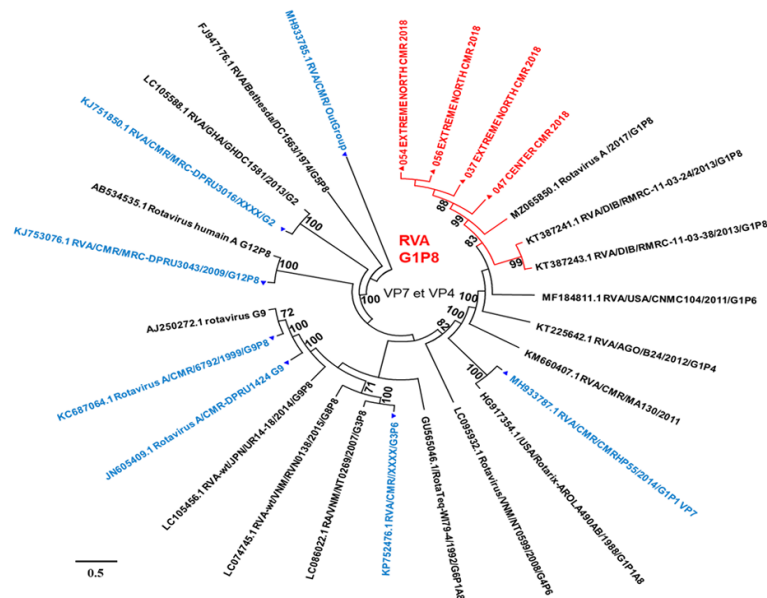 MH933785.1 RVA/CMR/ OutGroup
054 EXTREME NORTH CMR 2018
056 EXTREME NORTH CMR 2018
037 EXTREME NORTH CMR 2018
047 CENTER CMR 2018
MZ065850.1 Rotavirus A /2017/G1P8
KT387241.1 RVA/DIB/RMRC-11-03-24/2013/G1P8
KT387243.1 RVA/DIB/RMRC-11-03-38/2013/G1P8
MF184811.1 RVA/USA/CNMC104/2011/G1P6
KT225642.1 RVA/AGO/B24/2012/G1P4
KM660407.1 RVA/CMR/MA130/2011
MH933787.1 RVA/CMR/CMRHP55/2014/G1P1 VP7
HG917354.1/USA/Rotarix-AROLA490AB/1988/G1P1A8
LC095932.1 Rotavirus/VNM/NT0599/2008/G4P6
GU565046.1/RotaTeq-WI79-4/1992/G6P1A8
KP752476.1 RVA/CMR//XXXX/G3P6
LC086022.1 RA/VNM/NT0269/2007/G3P8
LC074745.1 RVA-wt/VNM/RVN0138/2015/G8P8
LC105456.1 RVA-wt/JPN/UR14-18/2014/G9P8
JN605409.1 Rotavirus A/CMR-DPRU1424 G9
KC687064.1 Rotavirus A/CMR/6792/1999/G9P8
AJ250272.1 rotavirus G9
KJ753076.1 RVA/CMR/MRC-DPRU3043/2009/G12P8
AB534535.1 Rotavirus humain A G12P8
KJ751850.1 RVA/CMR/MRC-DPRU3016/XXXX/G2
LC105588.1 RVA/GHA/GHDC1581/2013/G2
FJ947176.1 RVA/Bethesda/DC1563/1974/G5P8
RVA
G1P8
VP7 et VP4
88
99
83
99
100
100
82
100
100
71
100
100
72
100
100
100
0.5